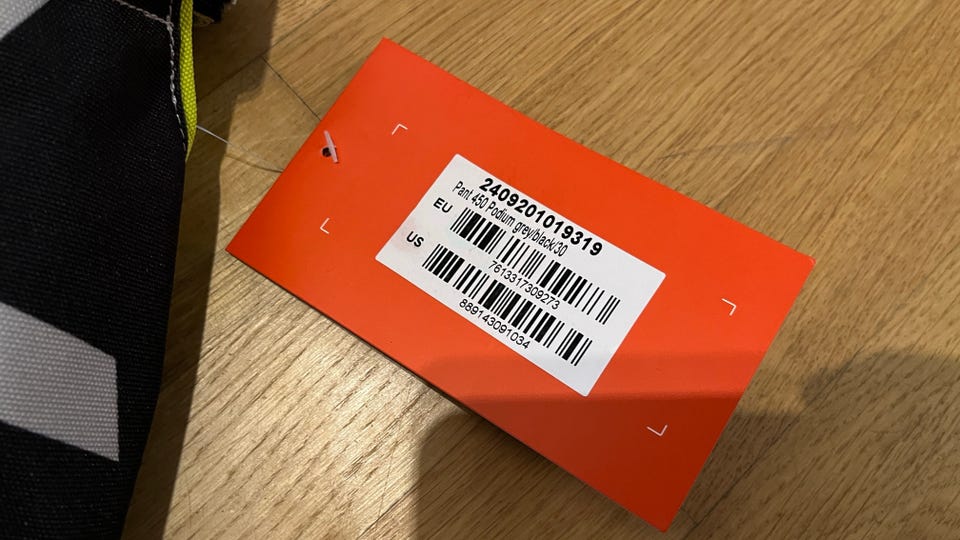 2409201019319
Pant 450 Podium grey/black/30
EU
7613317309273
US
889143091034